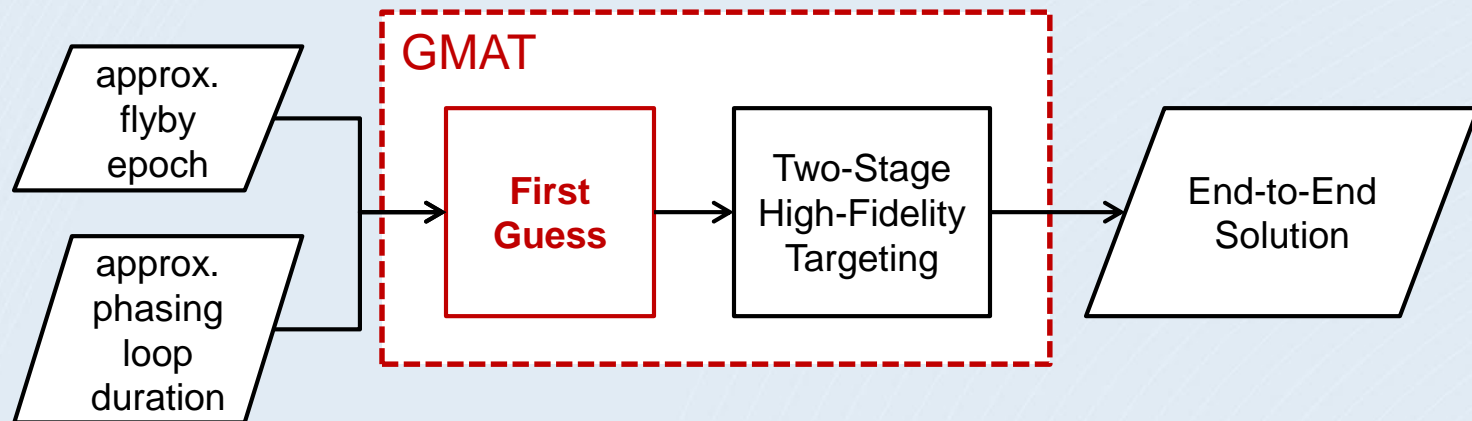 approx.
flyby
epoch
approx.
phasing
loop
duration
GMAT
First
Guess
Two-Stage
High-Fidelity
Targeting
End-to-End
Solution